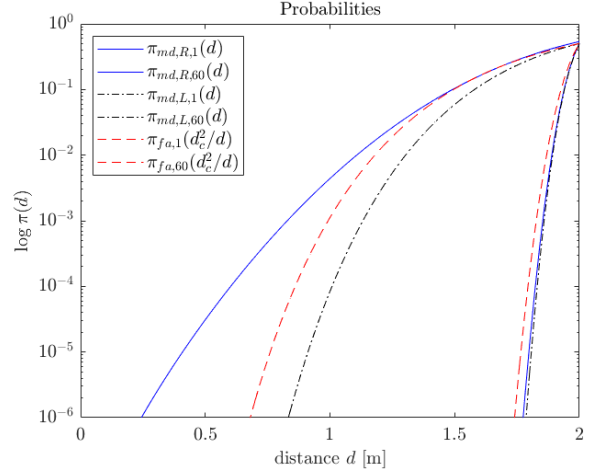 Probabilities
10^0
10^{-1}
10^{-2}
10^{-3}
10^{-4}
10^{-5}
10^{-6}
log π(d)
π_{md,R,1}(d)
π_{md,R,60}(d)
π_{md,L,1}(d)
π_{md,L,60}(d)
π_{fa,1}(d_c^2/d)
π_{fa,60}(d_c^2/d)
0 0.5 1 1.5 2
distance d [m]